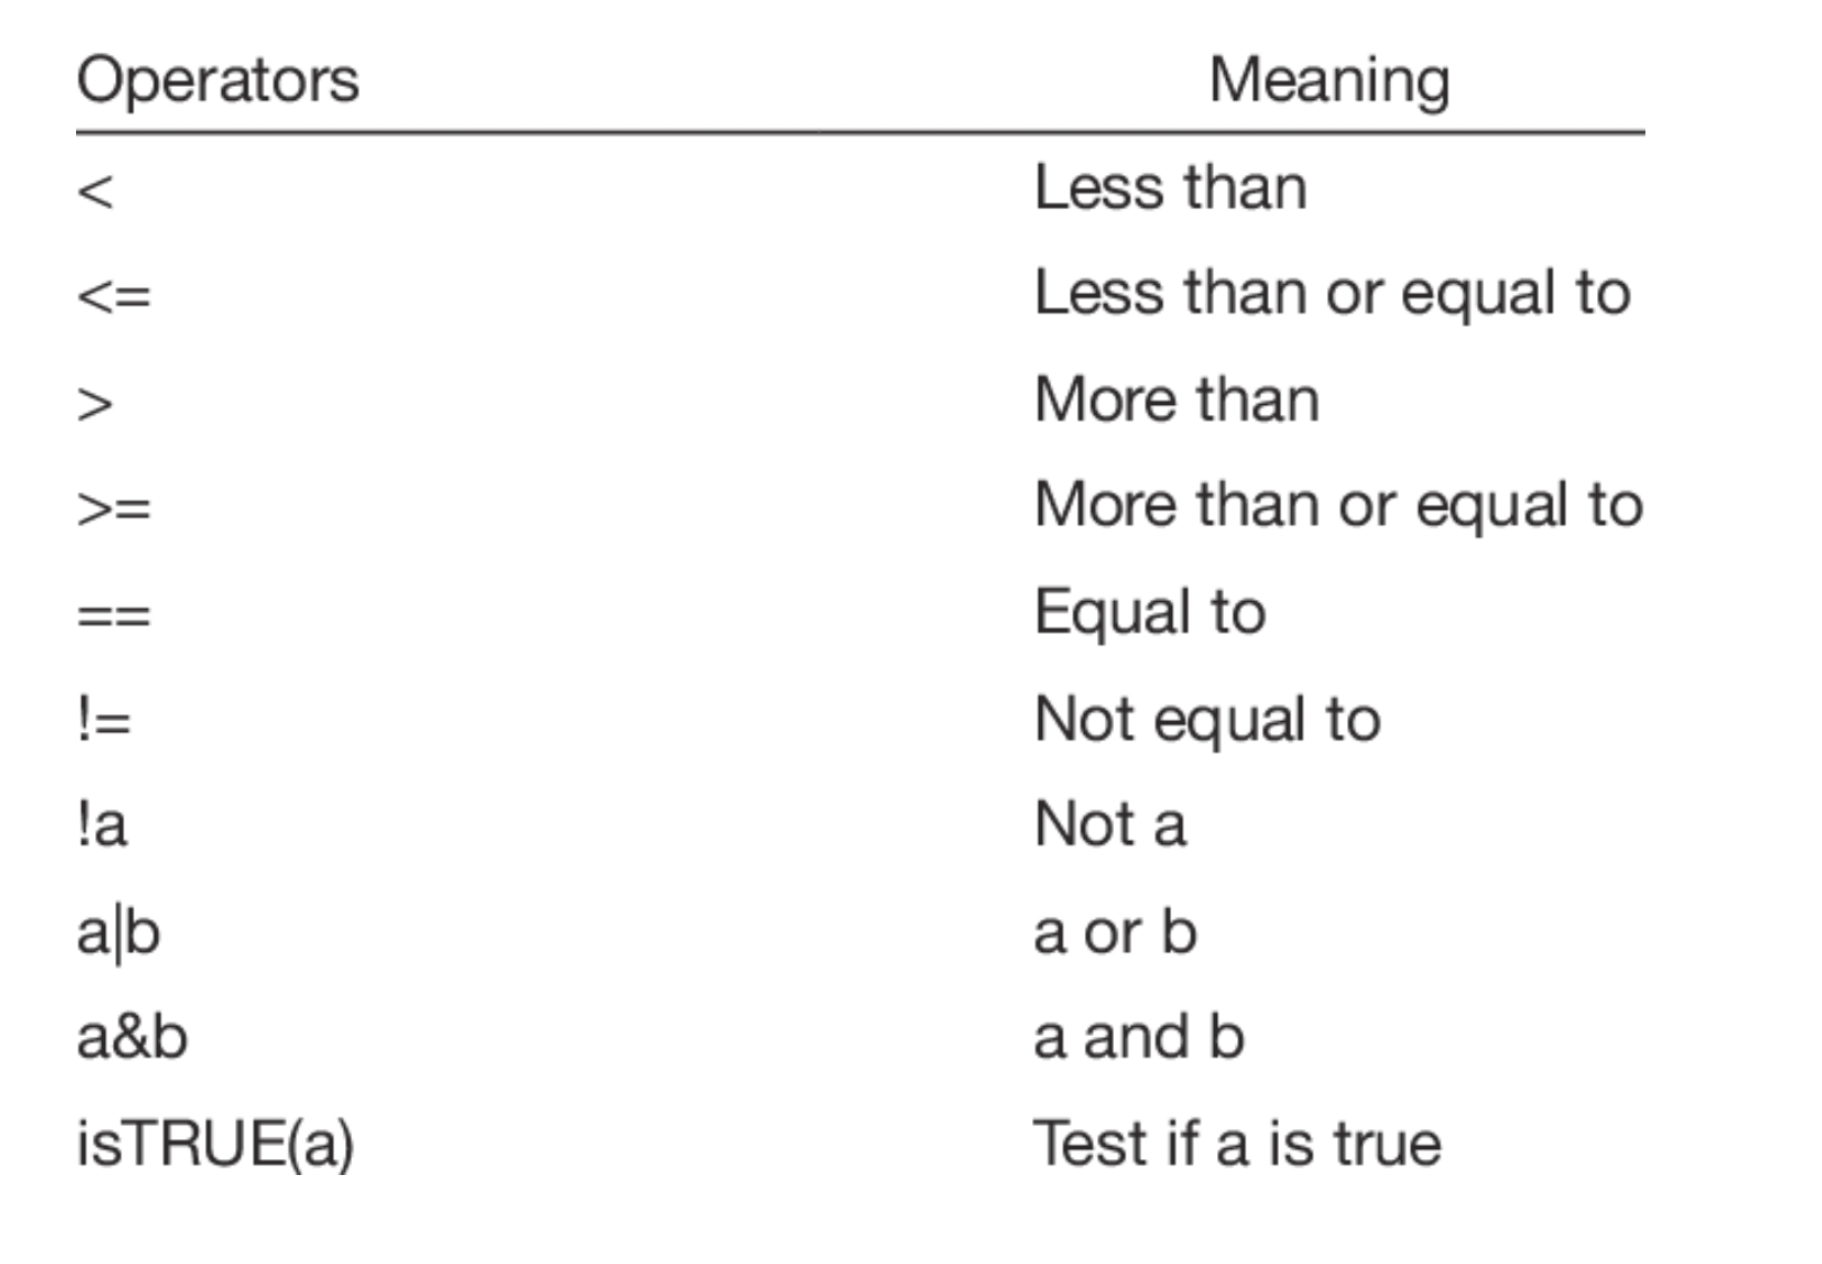 Operators Meaning
< Less than
<= Less than or equal to
> More than
>= More than or equal to
== Equal to
!= Not equal to
!a Not a
a|b a or b
a&b a and b
isTRUE(a) Test if a is true